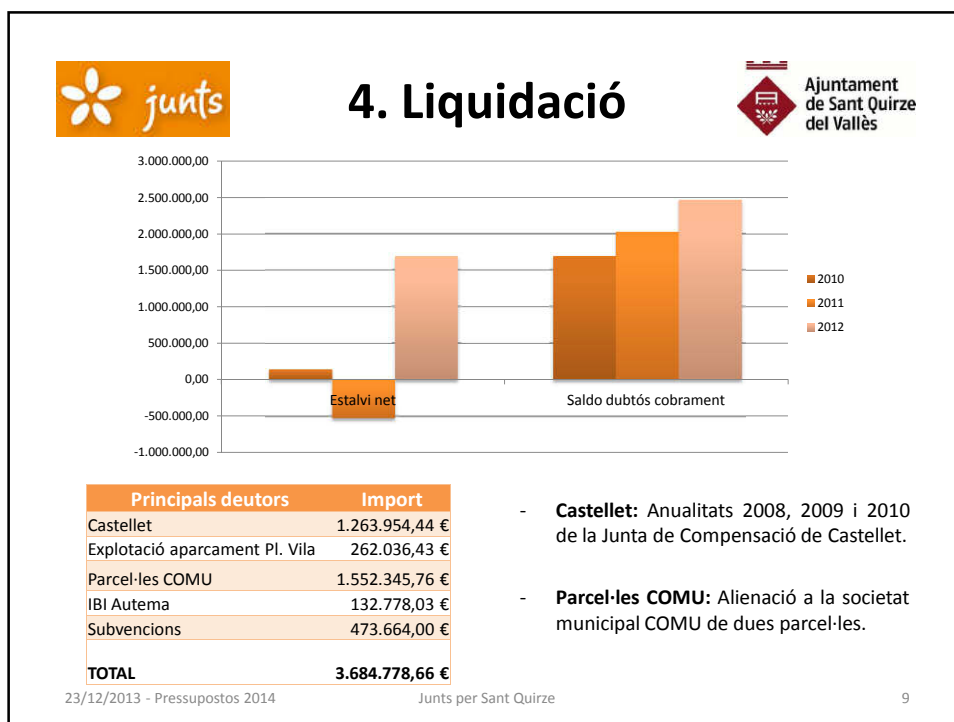 junts
4. Liquidació
Ajuntament
de Sant Quirze
del Vallès
3.000.000,00
2.500.000,00
2.000.000,00
1.500.000,00
1.000.000,00
500.000,00
0,00
-500.000,00
-1.000.000,00
Estalvi net
Saldo dubtós cobrament
2010
2011
2012
Principals deutors Import
Castellet 1.263.954,44 €
Explotació aparcament Pl. Vila 262.036,43 €
Parcel·les COMU 1.552.345,76 €
IBI Autema 132.778,03 €
Subvencions 473.664,00 €
TOTAL 3.684.778,66 €
- Castellet: Anualitats 2008, 2009 i 2010
de la Junta de Compensació de Castellet.
- Parcel·les COMU: Alienació a la societat
municipal COMU de dues parcel·les.
23/12/2013 - Pressupostos 2014 Junts per Sant Quirze 9